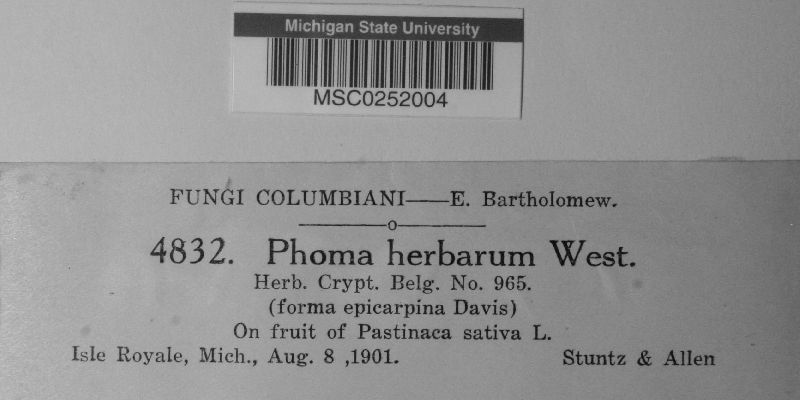 Michigan State University
MSC0252004
FUNGI COLUMBIANI——E. Bartholomew.
o
4832. Phoma herbarum West.
Herb. Crypt. Belg. No. 965.
(forma epicarpina Davis)
On fruit of Pastinaca sativa L.
Isle Royale, Mich., Aug. 8 ,1901. Stuntz & Allen